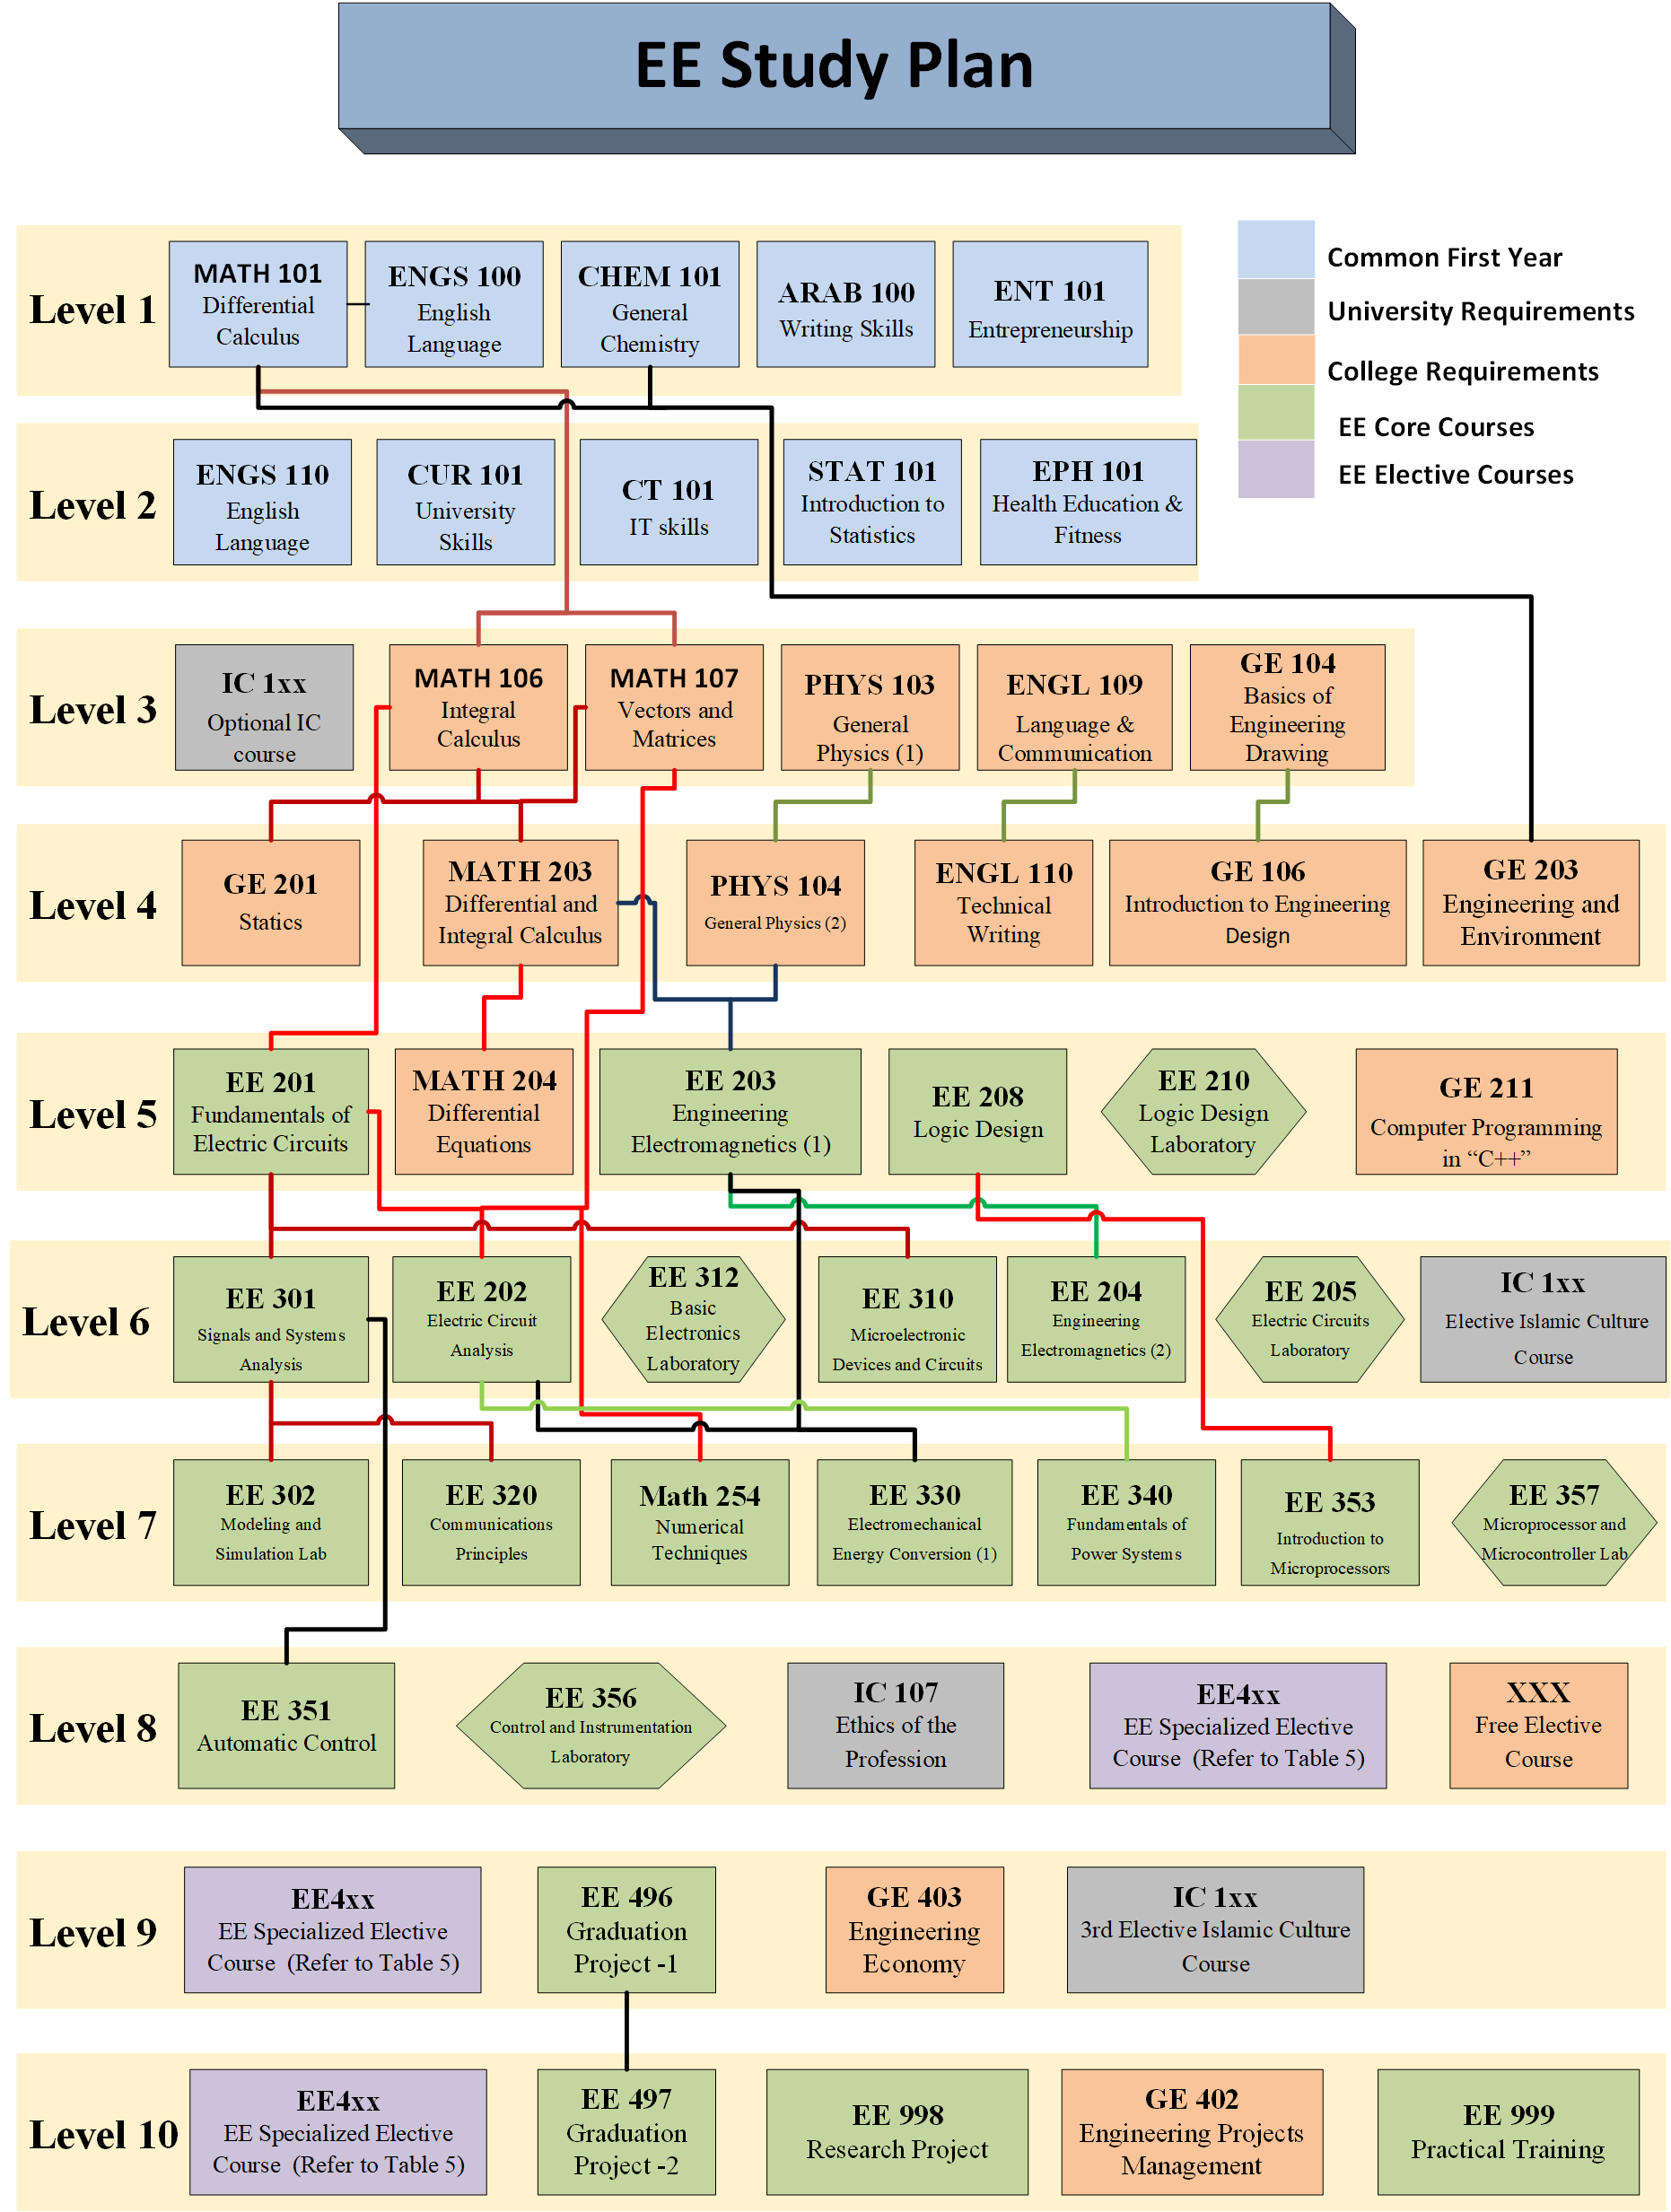 EE Study Plan
Common First Year
University Requirements
College Requirements
EE Core Courses
EE Elective Courses
Level 1
MATH 101
Differential
Calculus
ENGS 100
English
Language
CHEM 101
General
Chemistry
ARAB 100
Writing Skills
ENT 101
Entrepreneurship
Level 2
ENGS 110
English
Language
CUR 101
University
Skills
CT 101
IT skills
STAT 101
Introduction to
Statistics
EPH 101
Health Education &
Fitness
Level 3
IC 1xx
Optional IC
course
MATH 106
Integral
Calculus
MATH 107
Vectors and
Matrices
PHYS 103
General
Physics (1)
ENGL 109
Language &
Communication
GE 104
Basics of
Engineering
Drawing
Level 4
GE 201
Statics
MATH 203
Differential and
Integral Calculus
PHYS 104
General Physics (2)
ENGL 110
Technical
Writing
GE 106
Introduction to Engineering
Design
GE 203
Engineering and
Environment
Level 5
EE 201
Fundamentals of
Electric Circuits
MATH 204
Differential
Equations
EE 203
Engineering
Electromagnetics (1)
EE 208
Logic Design
EE 210
Logic Design
Laboratory
GE 211
Computer Programming
in “C++”
Level 6
EE 301
Signals and Systems
Analysis
EE 202
Electric Circuit
Analysis
EE 312
Basic
Electronics
Laboratory
EE 310
Microelectronic
Devices and Circuits
EE 204
Engineering
Electromagnetics (2)
EE 205
Electric Circuits
Laboratory
IC 1xx
Elective Islamic Culture
Course
Level 7
EE 302
Modeling and
Simulation Lab
EE 320
Communications
Principles
Math 254
Numerical
Techniques
EE 330
Electromechanical
Energy Conversion (1)
EE 340
Fundamentals of
Power Systems
EE 353
Introduction to
Microprocessors
EE 357
Microprocessor and
Microcontroller Lab
Level 8
EE 351
Automatic Control
EE 356
Control and Instrumentation
Laboratory
IC 107
Ethics of the
Profession
EE4xx
EE Specialized Elective
Course (Refer to Table 5)
XXX
Free Elective
Course
Level 9
EE4xx
EE Specialized Elective
Course (Refer to Table 5)
EE 496
Graduation
Project -1
GE 403
Engineering
Economy
IC 1xx
3rd Elective Islamic Culture
Course
Level 10
EE4xx
EE Specialized Elective
Course (Refer to Table 5)
EE 497
Graduation
Project -2
EE 998
Research Project
GE 402
Engineering Projects
Management
EE 999
Practical Training